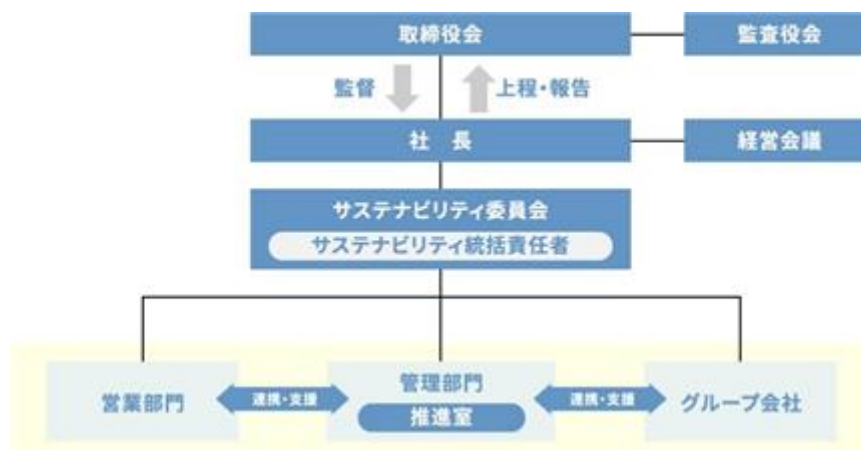 取締役会
監査役会
監督
上程・報告
社 長
経営会議
サステナビリティ委員会
サステナビリティ統括責任者
営業部門
連携・支援
管理部門
推進室
連携・支援
グループ会社